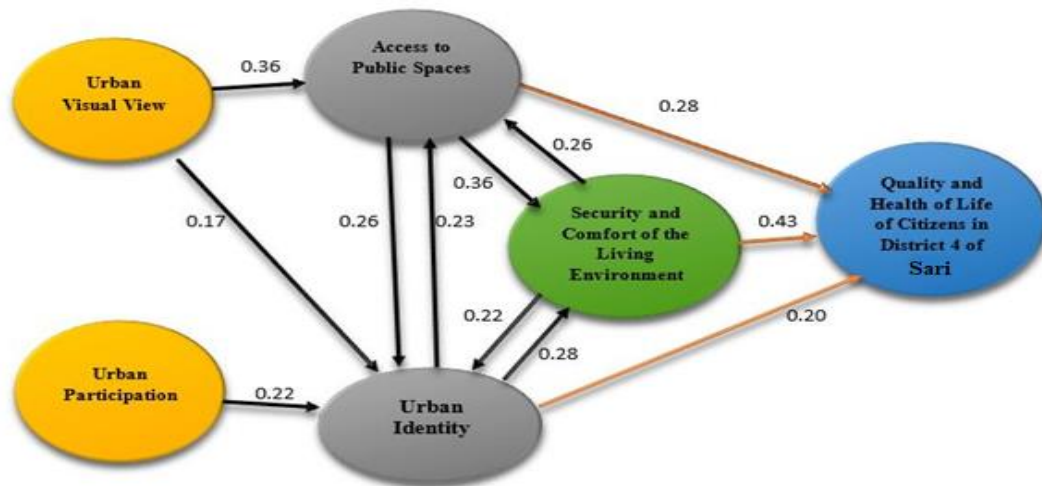 Access to
Public Spaces
Urban
Visual View
0.36
0.28
0.26
0.36
0.17
0.26
0.23
Security and
Comfort of the
Living
Environment
0.43
Quality and
Health of Life
of Citizens in
District 4 of
Sari
0.22
0.28
0.20
Urban
Participation
0.22
Urban
Identity